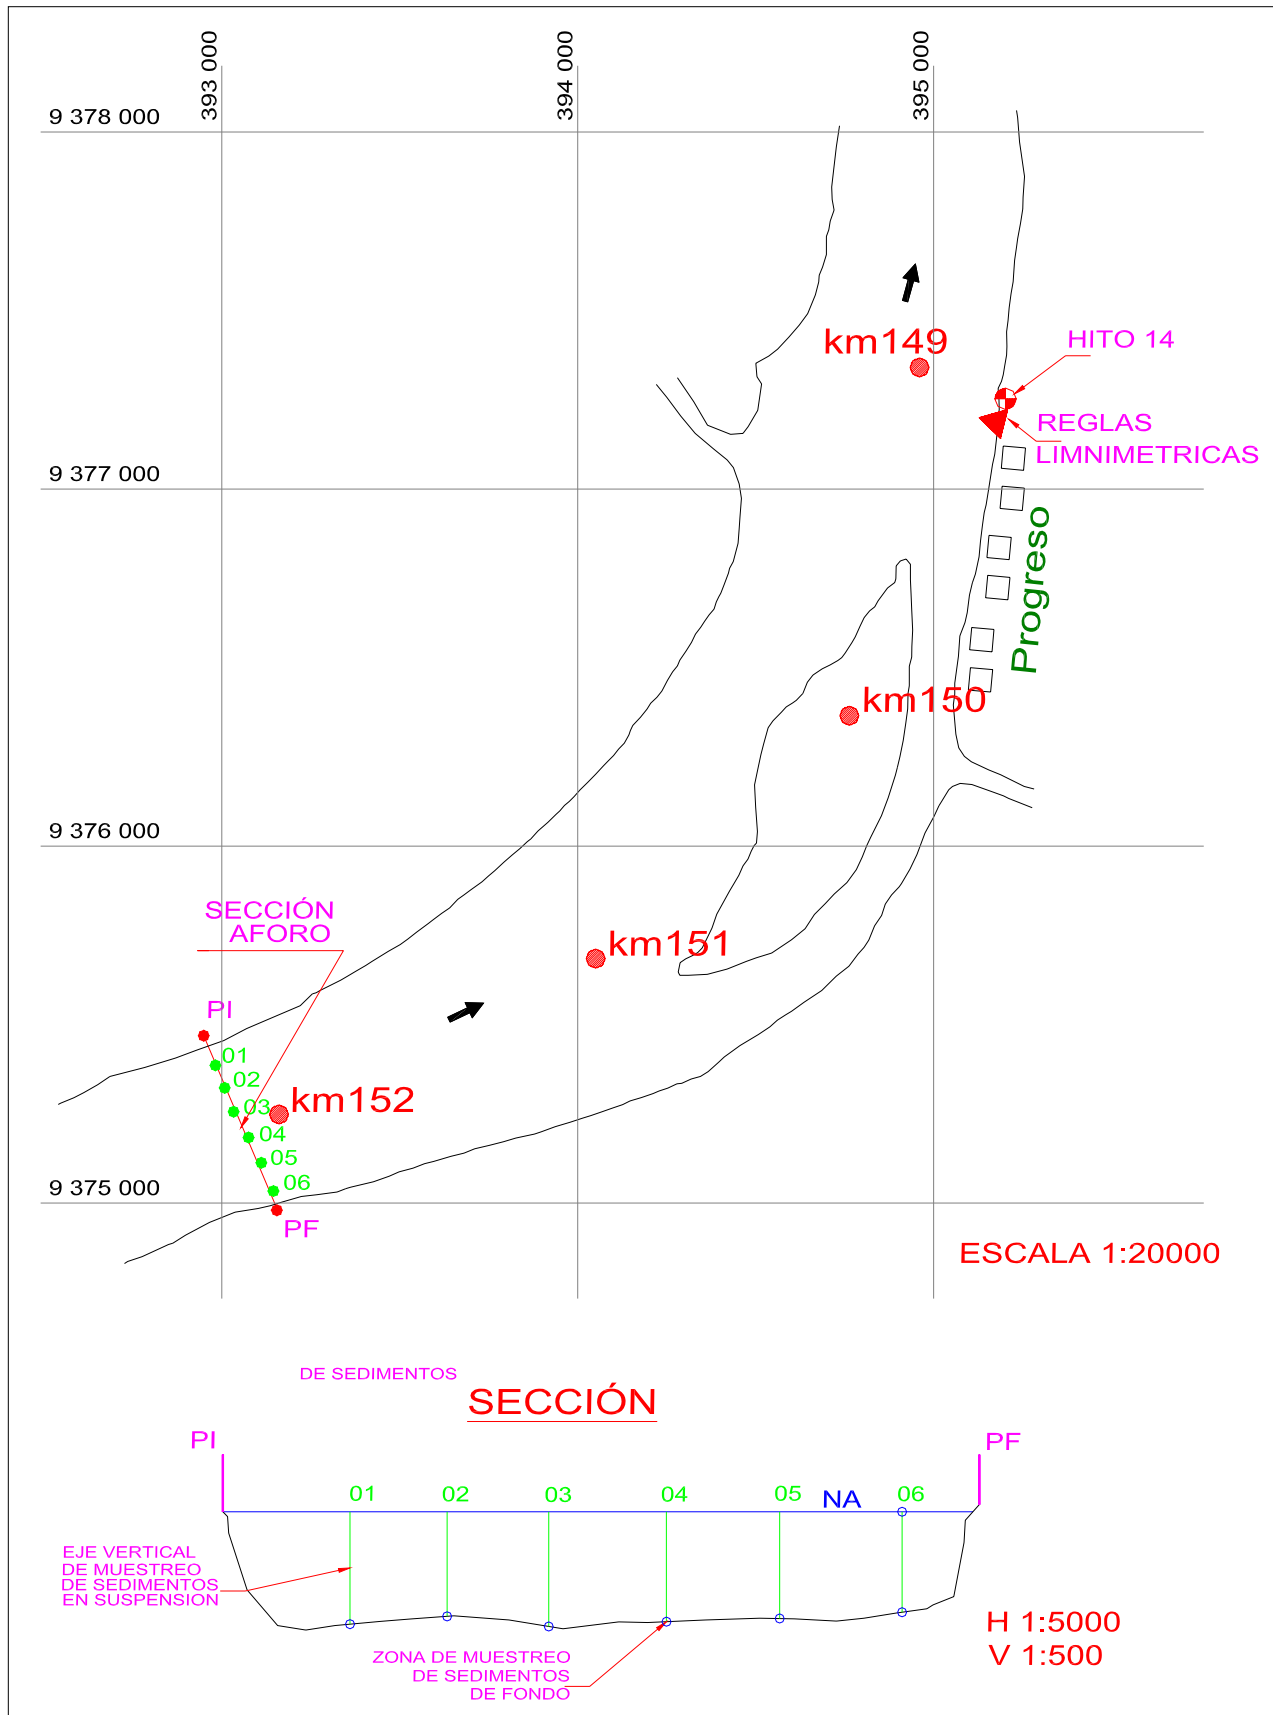 393 000
394 000
395 000
9 378 000
km149
HITO 14
REGLAS
LIMNIMETRICAS
9 377 000
Progreso
km150
9 376 000
SECCIÓN
AFORO
km151
PI
01
02
03
km152
04
05
06
9 375 000
PF
ESCALA 1:20000
DE SEDIMENTOS
SECCIÓN
PI
PF
01
02
03
04
05
NA
06
EJE VERTICAL
DE MUESTREO
DE SEDIMENTOS
EN SUSPENSION
H 1:5000
V 1:500
ZONA DE MUESTREO
DE SEDIMENTOS
DE FONDO